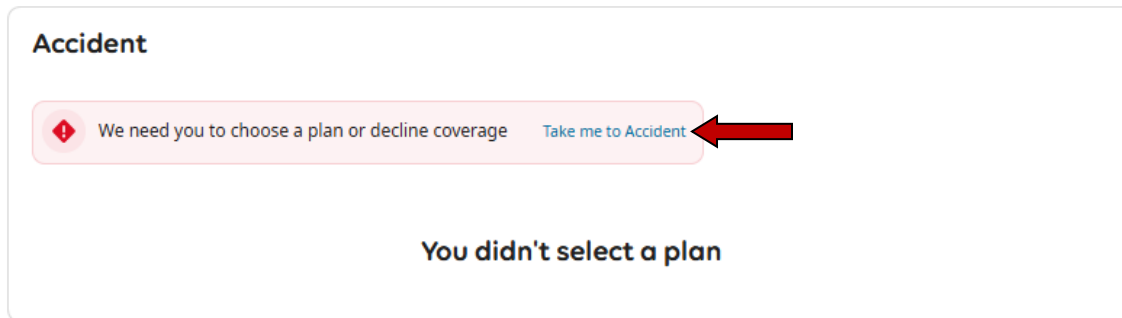 Accident
We need you to choose a plan or decline coverage Take me to Accident
You didn't select a plan